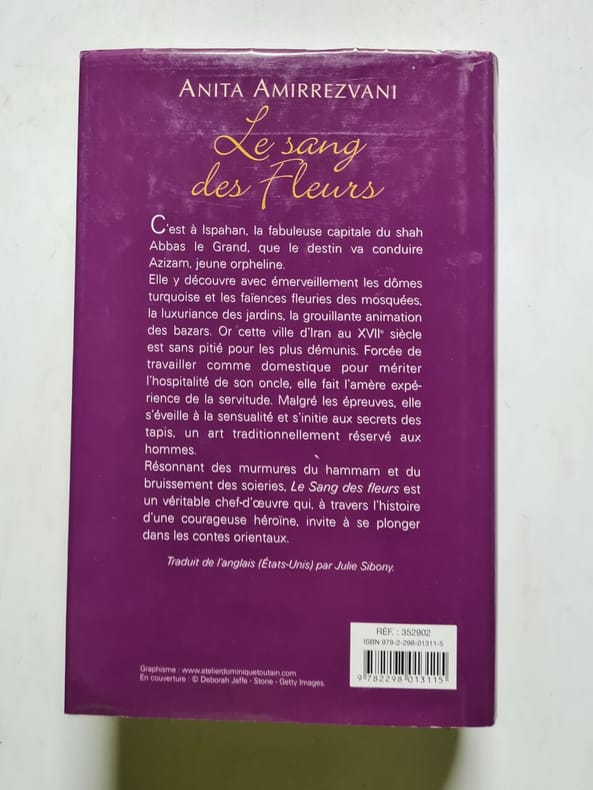 ANITA AMIRREZVANI
Le sang
des Fleurs
C'est à Ispahan, la fabuleuse capitale du shah
Abbas le Grand, que le destin va conduire
Azizam, jeune orpheline.
Elle y découvre avec émerveillement les dômes
turquoise et les faïences fleuries des mosquées,
la luxuriance des jardins, la grouillante animation
des bazars. Or cette ville d'Iran au XVIIe siècle
est sans pitié pour les plus démunis. Forcée de
travailler comme domestique pour mériter
l'hospitalité de son oncle, elle fait l'amère expé-
rience de la servitude. Malgré les épreuves, elle
s'éveille à la sensualité et s'initie aux secrets des
tapis, un art traditionnellement réservé aux
hommes.
Résonnant des murmures du hammam et du
bruissement des soieries, Le Sang des fleurs est
un véritable chef-d'œuvre qui, à travers l'histoire
d'une courageuse héroïne, invite à se plonger
dans les contes orientaux.
Traduit de l'anglais (États-Unis) par Julie Sibony.
RÉF. : 352902
ISBN 978-2-298-01311-5
9 782298 013115
Graphisme : www.atelierdominiquetoutain.com
En couverture : © Deborah Jaffe - Stone - Getty Images.